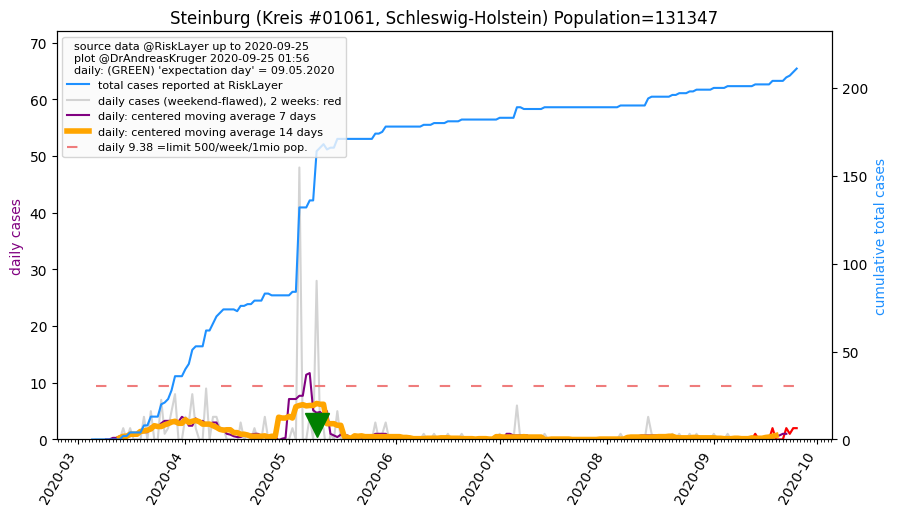 Steinburg (Kreis #01061, Schleswig-Holstein) Population=131347
source data @RiskLayer up to 2020-09-25
plot @DrAndreasKruger 2020-09-25 01:56
daily: (GREEN) 'expectation day' = 09.05.2020
total cases reported at RiskLayer
daily cases (weekend-flawed), 2 weeks: red
daily: centered moving average 7 days
daily: centered moving average 14 days
daily 9.38 =limit 500/week/1mio pop.
daily cases
70
60
50
40
30
20
10
0
cumulative total cases
200
150
100
50
0
2020-03
2020-04
2020-05
2020-06
2020-07
2020-08
2020-09
2020-10